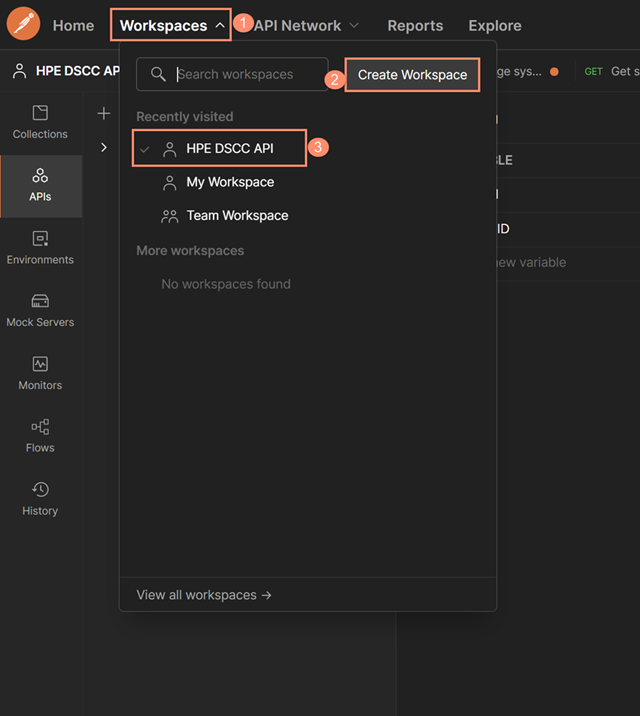 Home Workspaces 1 API Network Reports Explore
HPE DSCC AP
Search workspaces 2 Create Workspace
ge sys... GET Get s
Collections
Recently visited
HPE DSCC API 3
BLE
My Workspace
APIs
Team Workspace
ID
Environments
More workspaces
new variable
No workspaces found
Mock Servers
Monitors
Flows
History
View all workspaces →